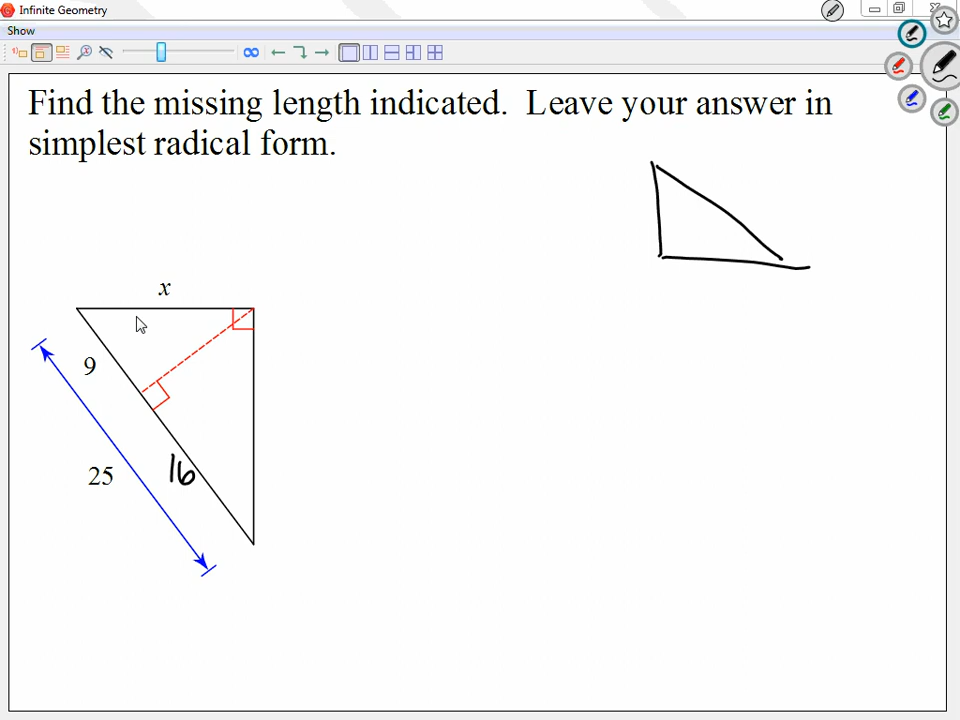 Infinite Geometry
Show
Find the missing length indicated. Leave your answer in
simplest radical form.
x
9
25
16